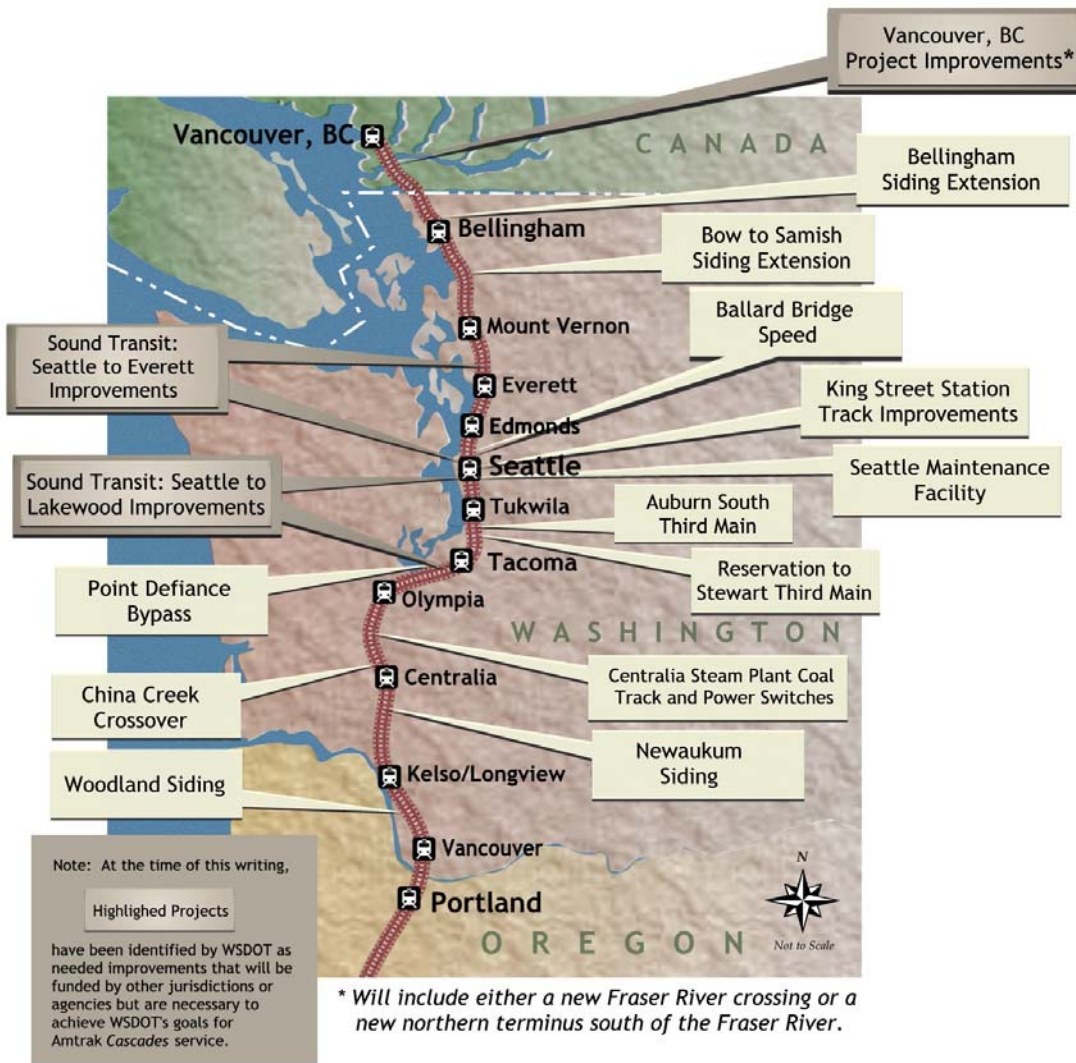 Vancouver, BC
Project Improvements*
Vancouver, BC
CANADA
Bellingham
Siding Extension
Bellingham
Bow to Samish
Siding Extension
Ballard Bridge
Speed
Mount Vernon
Sound Transit:
Seattle to Everett
Improvements
Everett
King Street Station
Track Improvements
Edmonds
Seattle
Sound Transit: Seattle to
Lakewood Improvements
Seattle Maintenance
Facility
Tukwila
Auburn South
Third Main
Tacoma
Reservation to
Stewart Third Main
Point Defiance
Bypass
Olympia
WASHINGTON
Centralia
Centralia Steam Plant Coal
Track and Power Switches
China Creek
Crossover
Newaukum
Siding
Kelso/Longview
Woodland Siding
Vancouver
Portland
OREGON
N
Not to Scale
Note: At the time of this writing,
Highlighed Projects
have been identified by WSDOT as
needed improvements that will be
funded by other jurisdictions or
agencies but are necessary to
achieve WSDOT's goals for
Amtrak Cascades service.
* Will include either a new Fraser River crossing or a
new northern terminus south of the Fraser River.